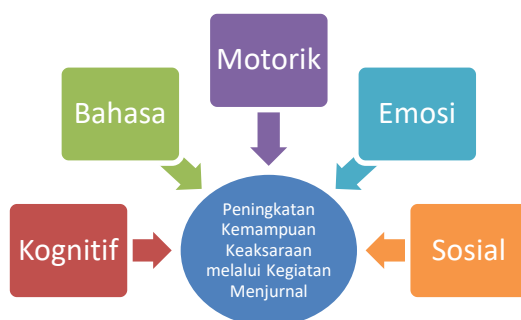 Motorik
Bahasa
Emosi
Kognitif
Peningkatan
Kemampuan
Keaksaraan
melalui Kegiatan
Menjurnal
Sosial